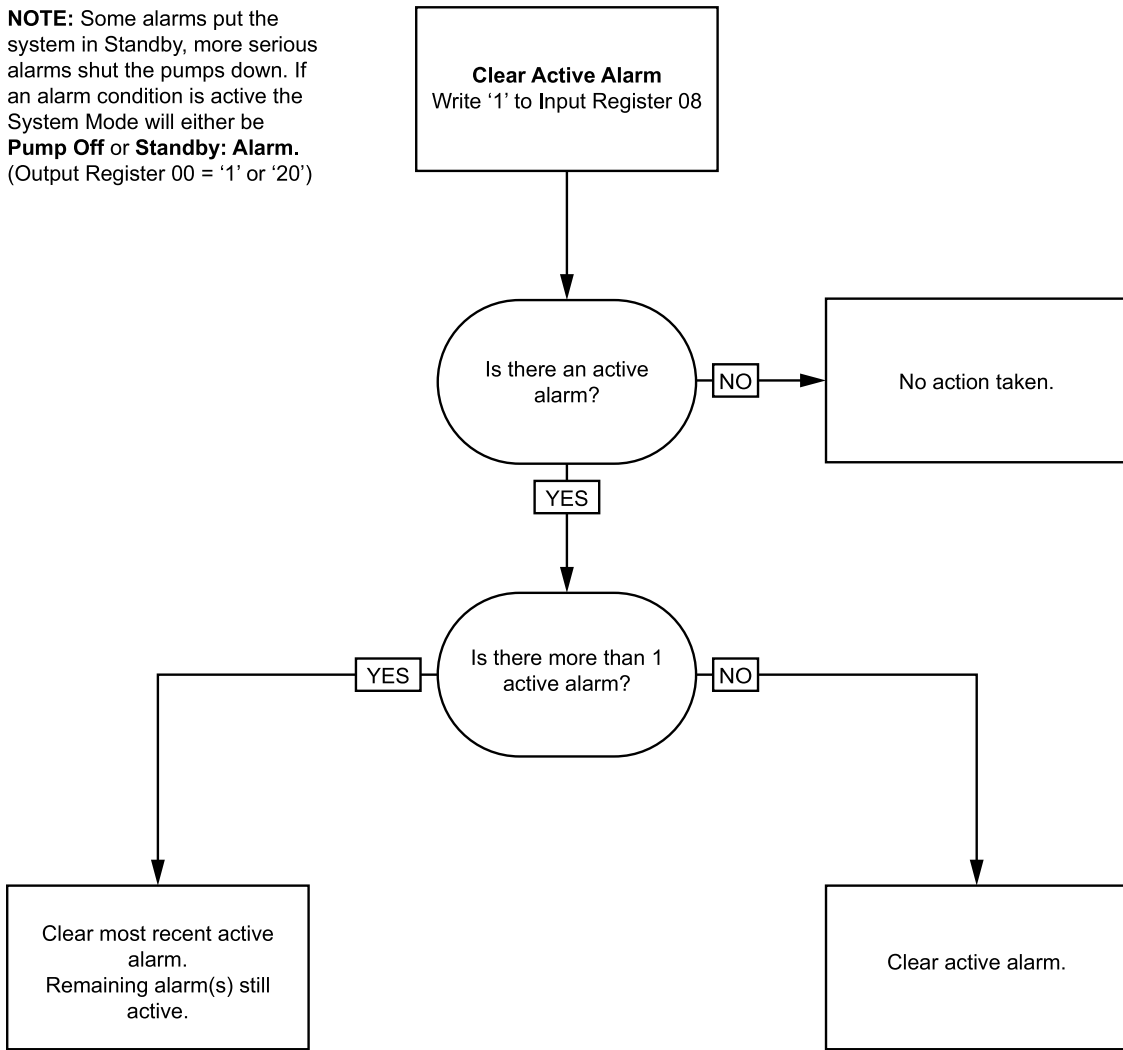 NOTE: Some alarms put the
system in Standby, more serious
alarms shut the pumps down. If
an alarm condition is active the
System Mode will either be
Pump Off or Standby: Alarm.
(Output Register 00 = ‘1’ or ‘20’)
Clear Active Alarm
Write ‘1’ to Input Register 08
Is there an active
alarm?
NO
No action taken.
YES
Is there more than 1
active alarm?
YES
NO
Clear most recent active
alarm.
Remaining alarm(s) still
active.
Clear active alarm.